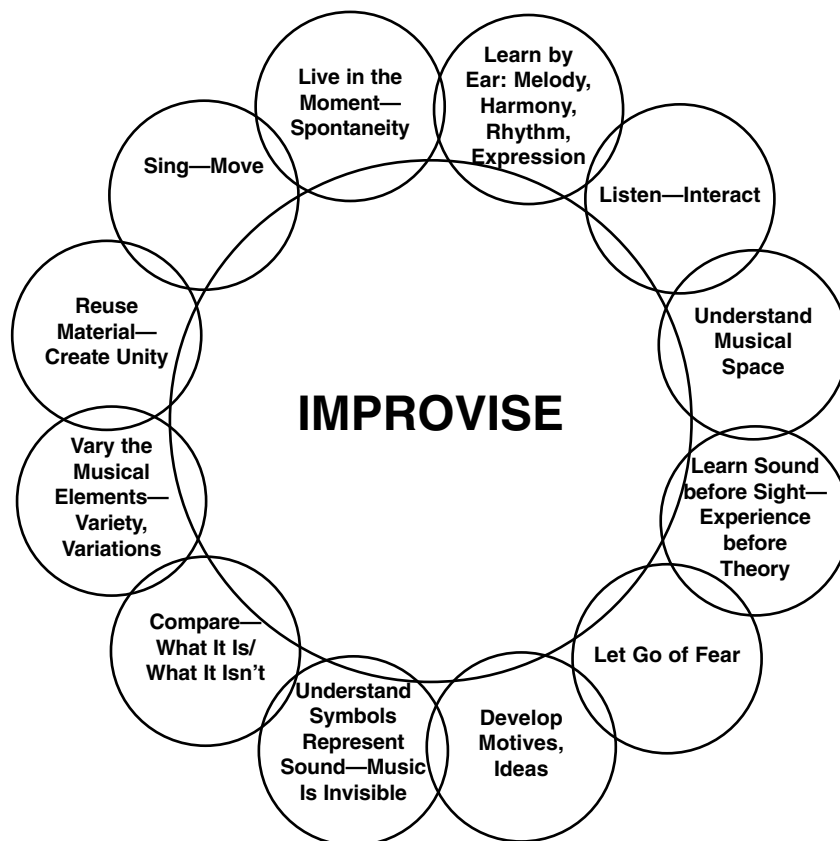 Live in the
Moment—
Spontaneity
Learn by
Ear: Melody,
Harmony,
Rhythm,
Expression
Listen—Interact
Understand
Musical
Space
Learn Sound
before Sight—
Experience
before
Theory
Let Go of Fear
Develop
Motives,
Ideas
Understand
Symbols
Represent
Sound—Music
Is Invisible
Compare—
What It Is/
What It Isn't
Vary the
Musical
Elements—
Variety,
Variations
Reuse
Material—
Create Unity
Sing—Move
IMPROVISE